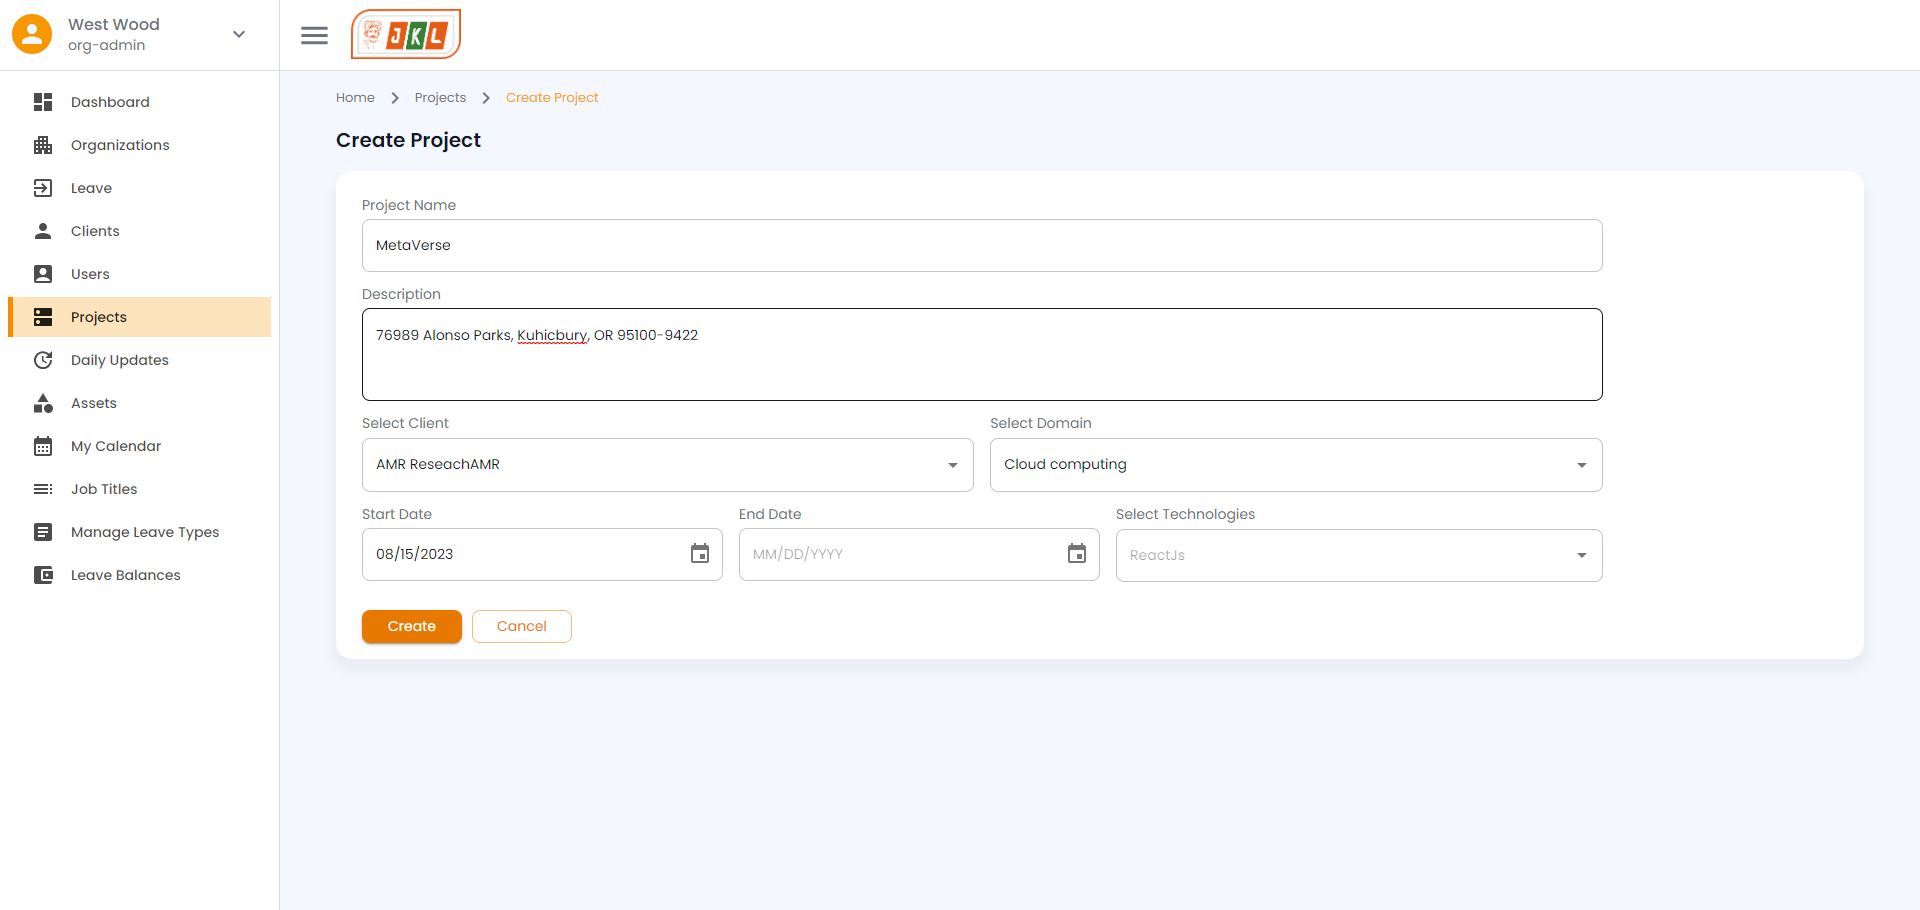 West Wood
org-admin
JKL
Dashboard
Organizations
Leave
Clients
Users
Projects
Daily Updates
Assets
My Calendar
Job Titles
Manage Leave Types
Leave Balances
Home
Projects
Create Project
Create Project
Project Name
MetaVerse
Description
76989 Alonso Parks, Kuhicbury, OR 95100-9422
Select Client
Select Domain
AMR ReseachAMR
Cloud computing
Start Date
End Date
Select Technologies
08/15/2023
MM/DD/YYYY
ReactJs
Create
Cancel